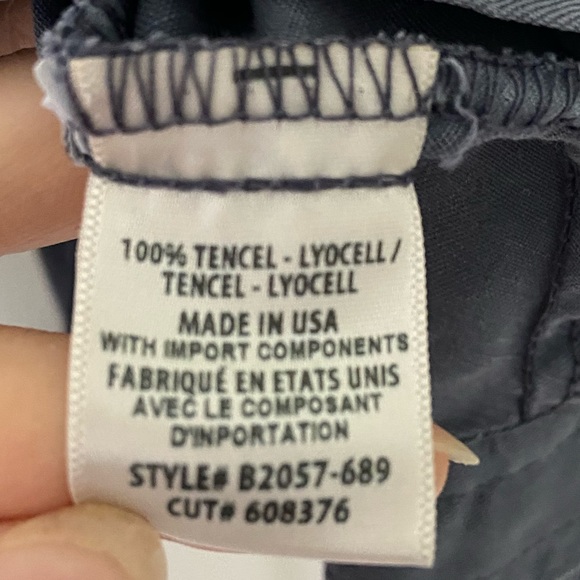 100% TENCEL - LYOCELL /
TENCEL - LYOCELL
MADE IN USA
WITH IMPORT COMPONENTS
FABRIQUÉ EN ETATS UNIS
AVEC LE COMPOSANT
D'INPORTATION
STYLE# B2057-689
CUT# 608376